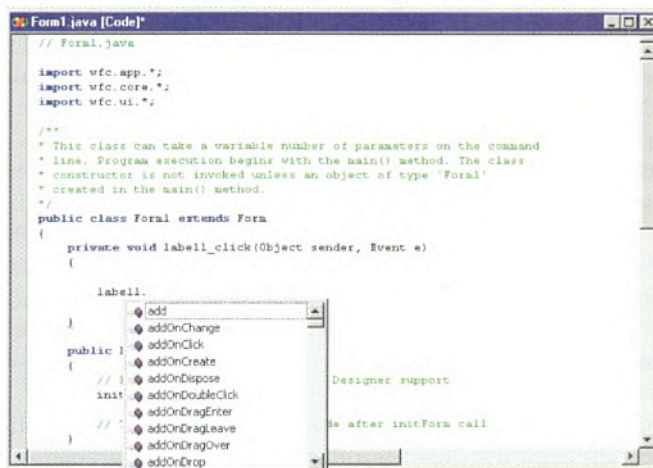 Form1.java [Code]*
// Form1.java
import wfc.app.*;
import wfc.core.*;
import wfc.ui.*;
/**
* This class can take a variable number of parameters on the command
* line. Program execution begins with the main() method. The class
* constructor is not invoked unless an object of type 'Form1'
* created in the main() method.
*/
public class Form1 extends Form
{
private void label1_click(Object sender, Event e)
{
label1.
add
addOnChange
}
addOnClick
public
addOnCreate
{
addOnDispose
// Designer support
init
addOnDoubleClick
addOnDragEnter
// de after initForm call
addOnDragLeave
}
addOnDragOver
addOnDrop